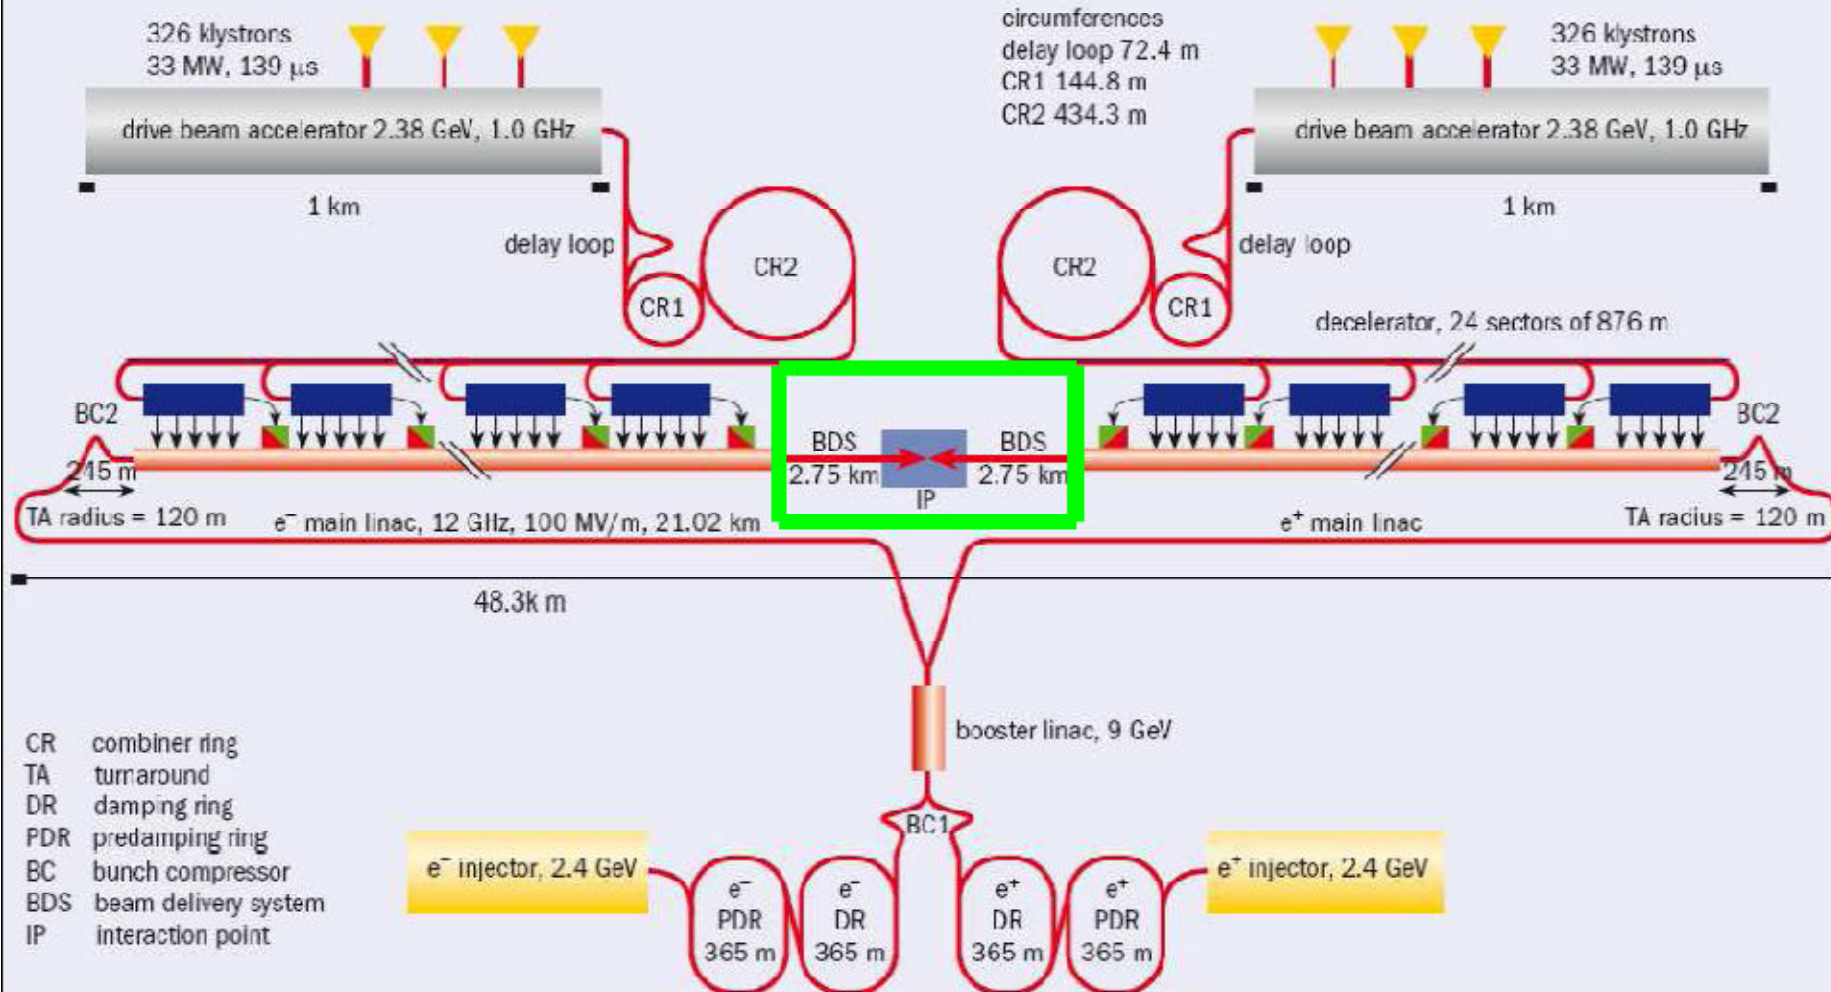 326 klystrons
33 MW, 139 μs
circumferences
delay loop 72.4 m
CR1 144.8 m
CR2 434.3 m
326 klystrons
33 MW, 139 μs
drive beam accelerator 2.38 GeV, 1.0 GHz
drive beam accelerator 2.38 GeV, 1.0 GHz
1 km
1 km
delay loop
CR2
CR1
CR2
CR1
delay loop
decelerator, 24 sectors of 876 m
BC2
BC2
BDS
2.75 km
IP
BDS
2.75 km
245 m
245 m
TA radius = 120 m
e⁻ main linac, 12 GHz, 100 MV/m, 21.02 km
e⁺ main linac
TA radius = 120 m
48.3k m
booster linac, 9 GeV
BC1
CR combiner ring
TA turnaround
DR damping ring
PDR predamping ring
BC bunch compressor
BDS beam delivery system
IP interaction point
e⁻ injector, 2.4 GeV
e⁻
PDR
365 m
e⁻
DR
365 m
e⁺
DR
365 m
e⁺
PDR
365 m
e⁺ injector, 2.4 GeV